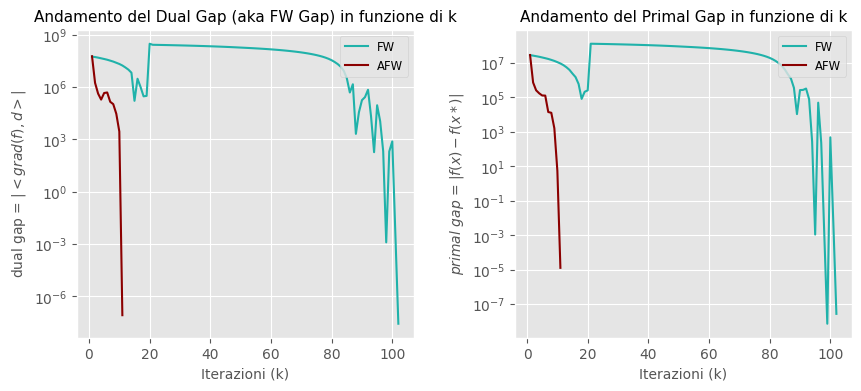 Andamento del Dual Gap (aka FW Gap) in funzione di k
dual gap = | < grad(f), d > |
10^9
10^6
10^3
10^0
10^-3
10^-6
FW
AFW
0 20 40 60 80 100
Iterazioni (k)
Andamento del Primal Gap in funzione di k
primal gap = |f(x) − f(x*)|
10^7
10^5
10^3
10^1
10^-1
10^-3
10^-5
10^-7
FW
AFW
0 20 40 60 80 100
Iterazioni (k)